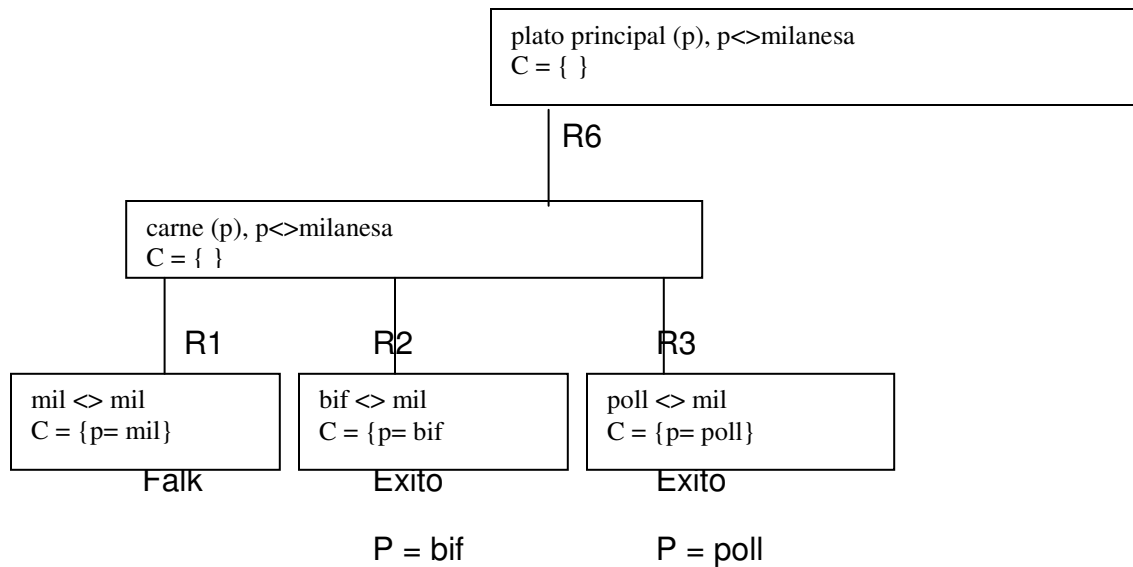 plato principal (p), p<>milanesa
C = { }
R6
carne (p), p<>milanesa
C = { }
R1
R2
R3
mil <> mil
C = {p= mil}
bif <> mil
C = {p= bif
poll <> mil
C = {p= poll}
Falk
Exito
Exito
P = bif
P = poll